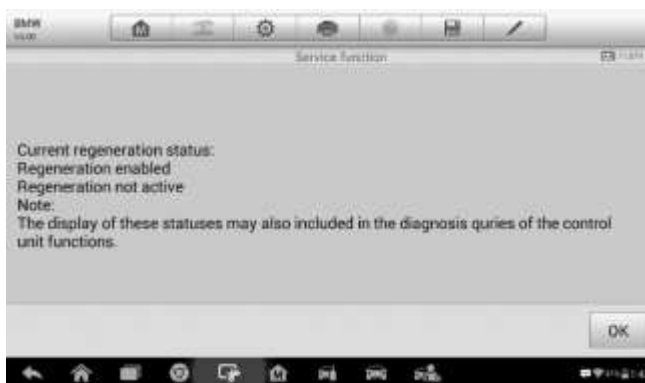 BMW
Service function
Current regeneration status:
Regeneration enabled
Regeneration not active
Note:
The display of these statuses may also included in the diagnosis quries of the control
unit functions.
OK